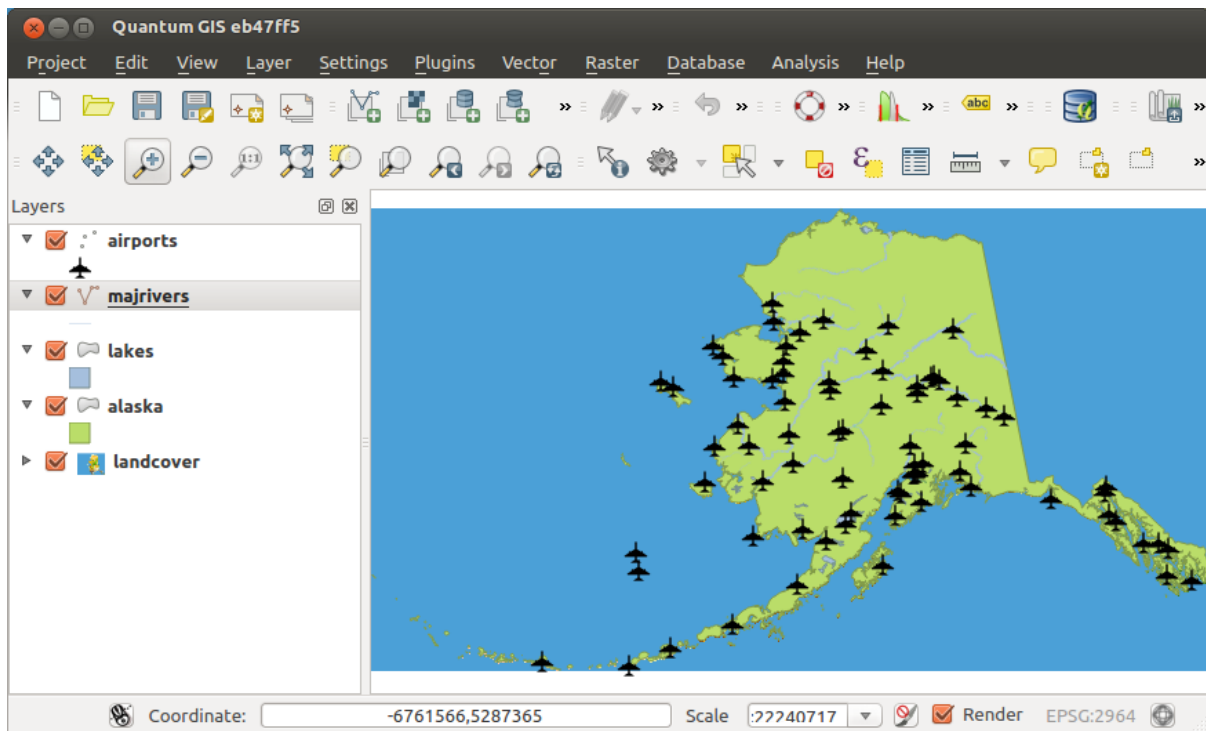 Quantum GIS eb47ff5
Project Edit View Layer Settings Plugins Vector Raster Database Analysis Help
abc
1:1
Layers
airports
majrivers
lakes
alaska
landcover
Coordinate: -6761566,5287365 Scale :22240717 Render EPSG:2964